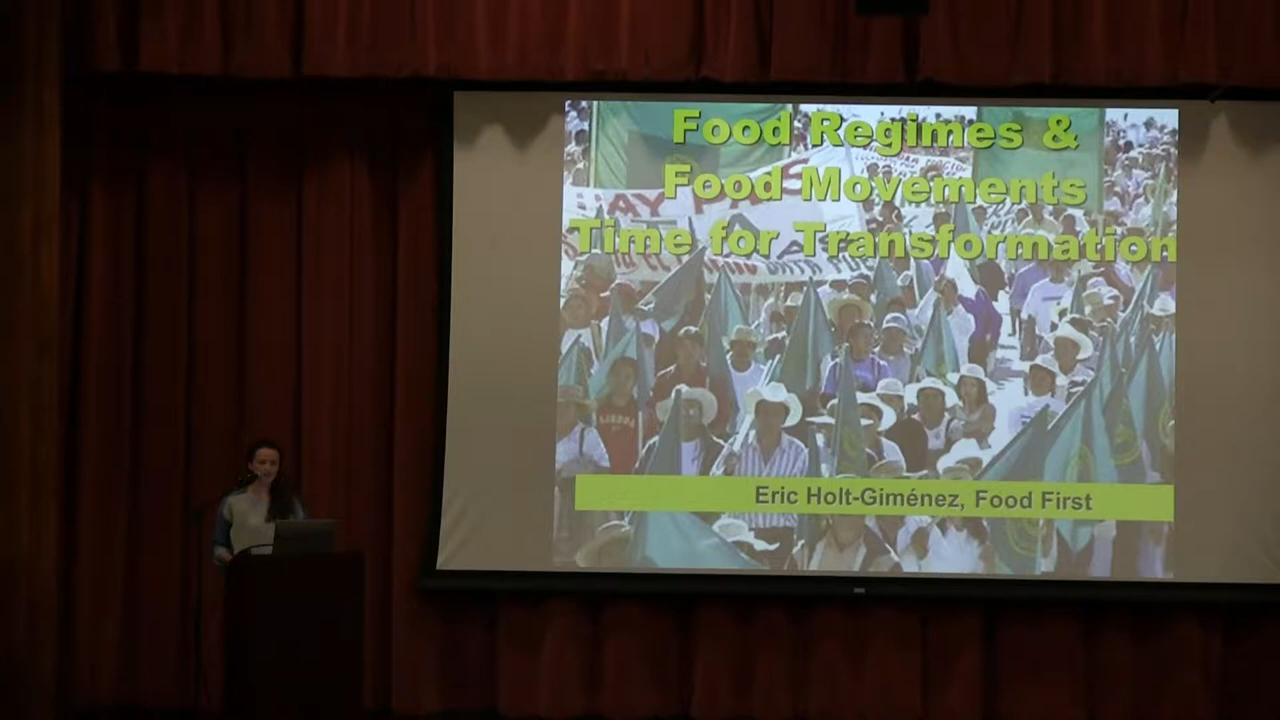 Food Regimes &
Food Movements
Time for Transformation
Eric Holt-Giménez, Food First